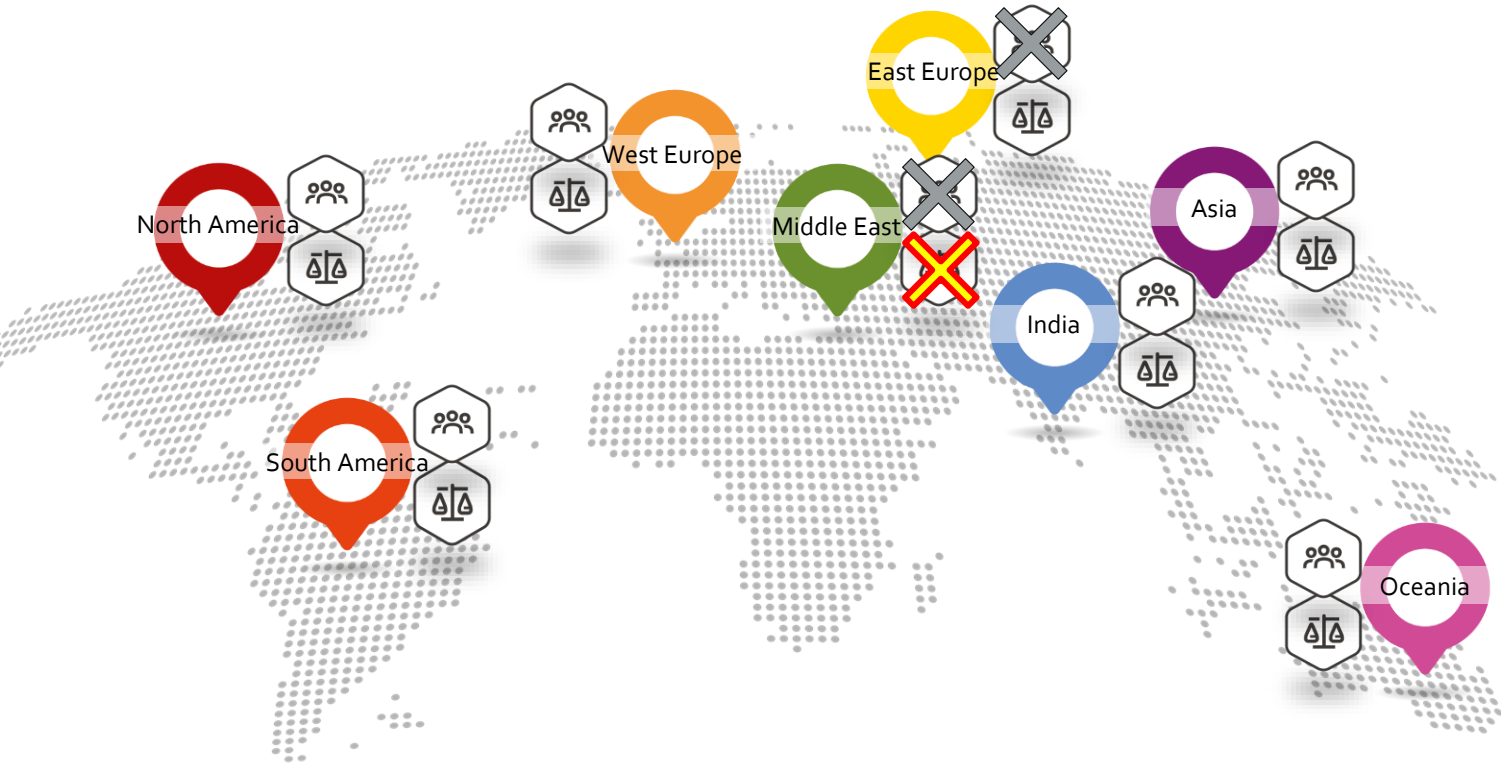 East Europe
West Europe
North America
Middle East
Asia
India
South America
Oceania